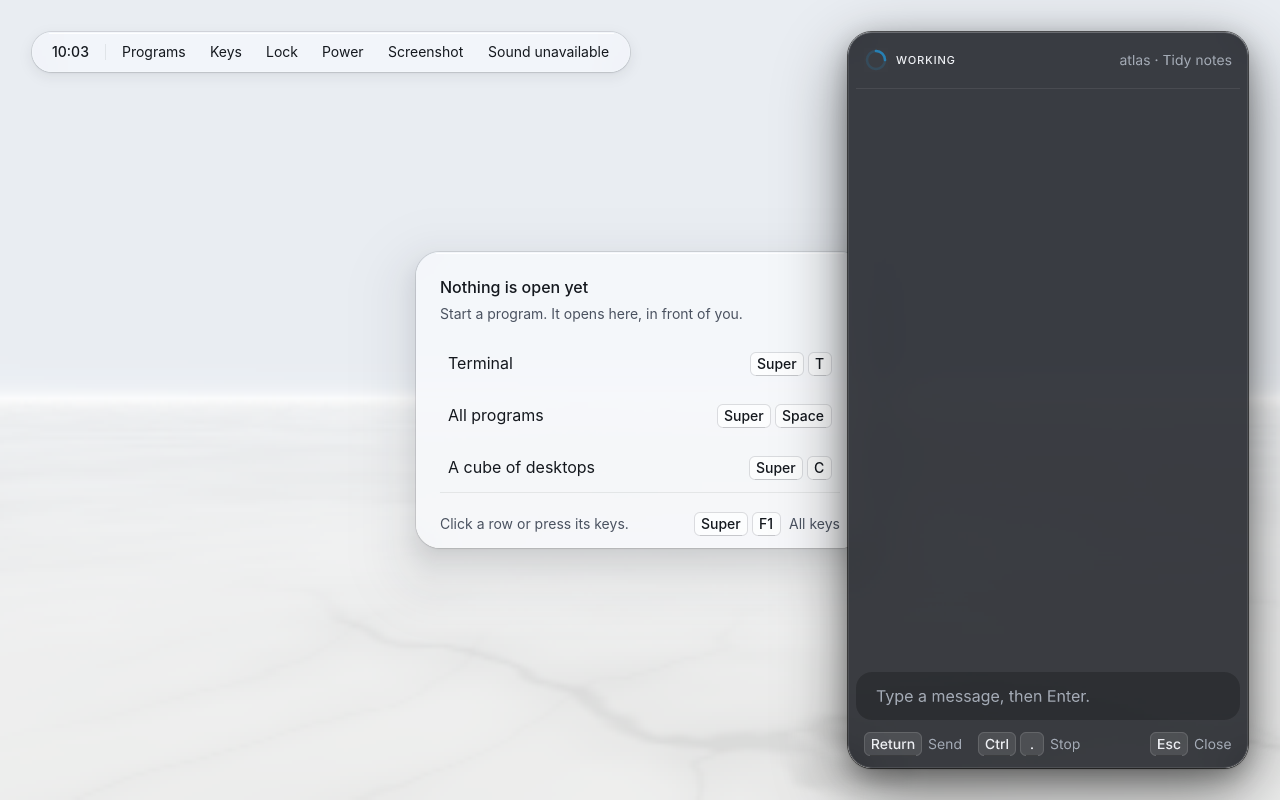 10:03 Programs Keys Lock Power Screenshot Sound unavailable
WORKING atlas · Tidy notes
Nothing is open yet
Start a program. It opens here, in front of you.
Terminal Super T
All programs Super Space
A cube of desktops Super C
Click a row or press its keys. Super F1 All keys
Type a message, then Enter.
Return Send Ctrl . Stop Esc Close